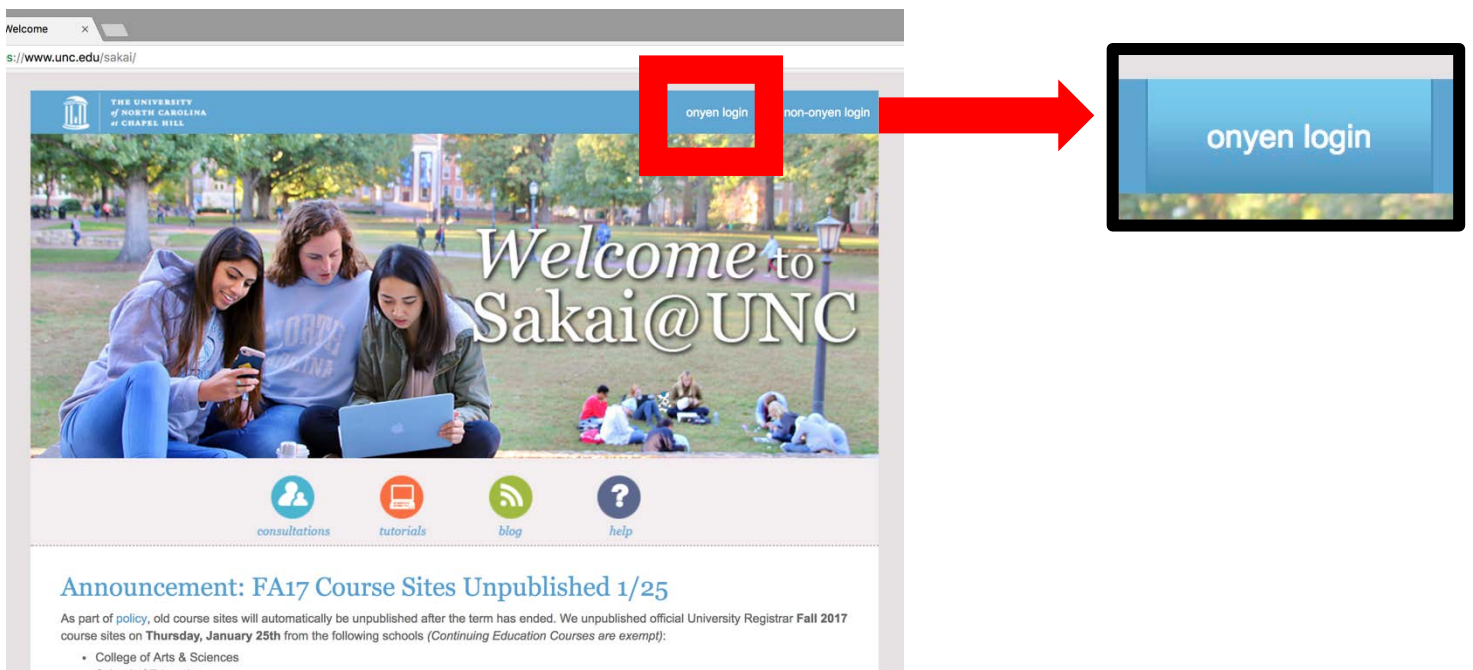 Welcome ×
s://www.unc.edu/sakai/
THE UNIVERSITY
of NORTH CAROLINA
at CHAPEL HILL
onyen login
non-onyen login
onyen login
NORTH
CAROLINA
Welcome to
Sakai@UNC
consultations
tutorials
blog
help
Announcement: FA17 Course Sites Unpublished 1/25
As part of policy, old course sites will automatically be unpublished after the term has ended. We unpublished official University Registrar Fall 2017
course sites on Thursday, January 25th from the following schools (Continuing Education Courses are exempt):
• College of Arts & Sciences